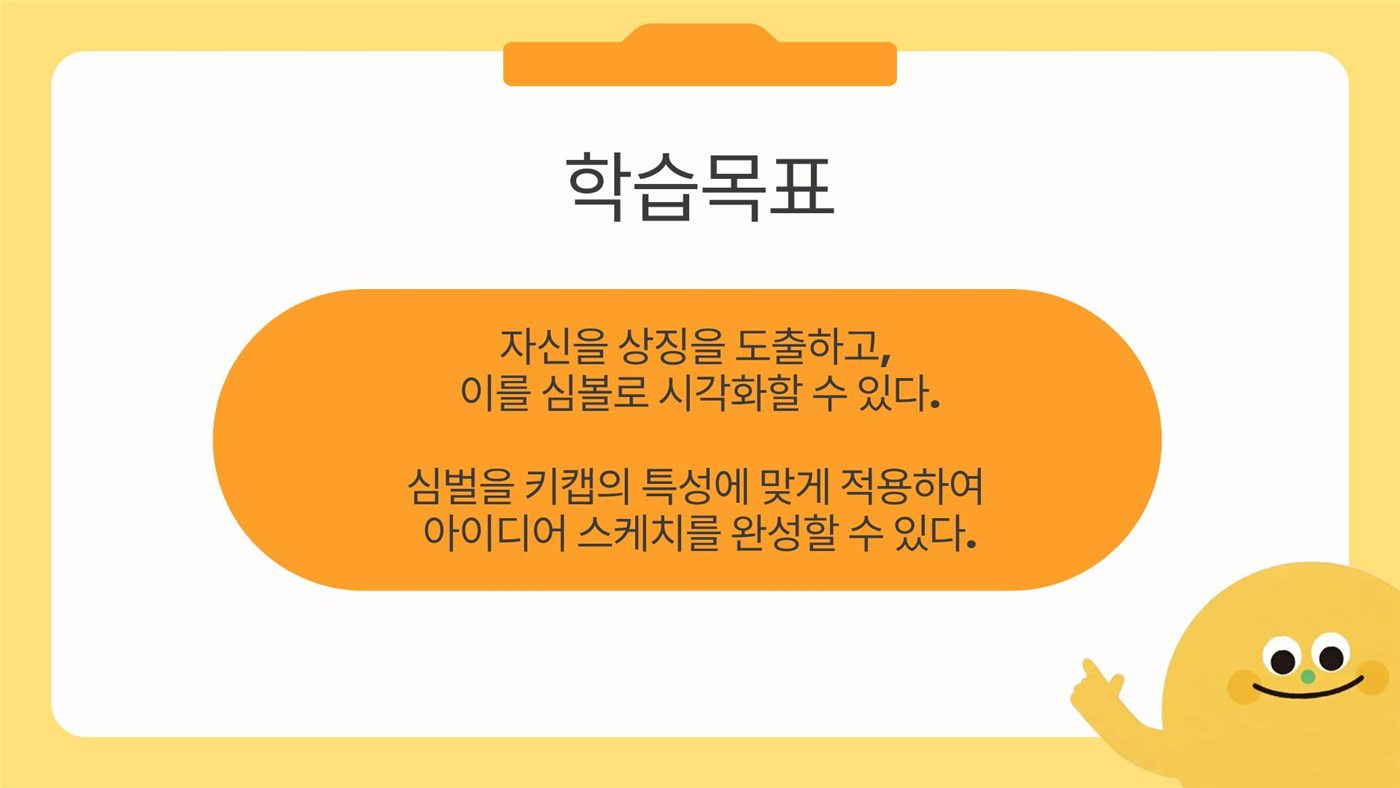 학습목표
자신을 상징을 도출하고,
이를 심볼로 시각화할 수 있다.
심벌을 키캡의 특성에 맞게 적용하여
아이디어 스케치를 완성할 수 있다.